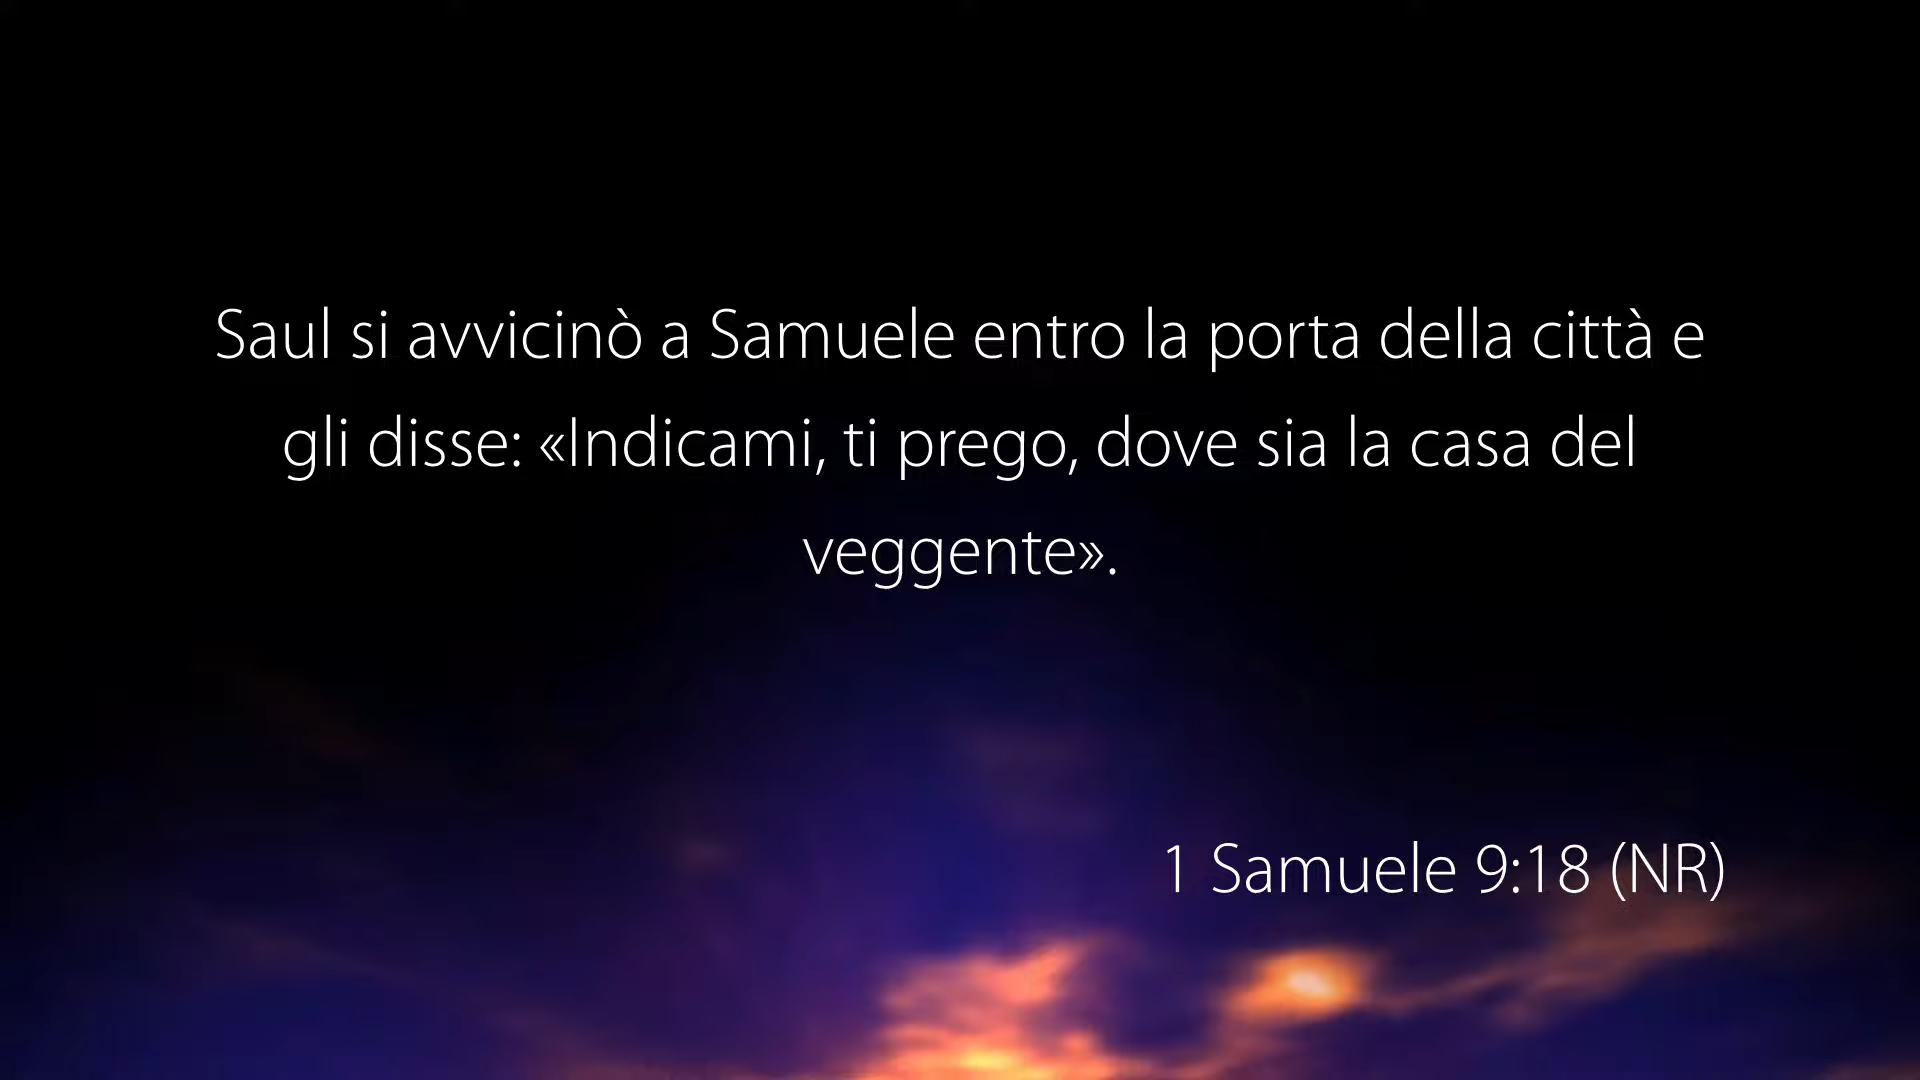 Saul si avvicinò a Samuele entro la porta della città e
gli disse: «Indicami, ti prego, dove sia la casa del
veggente».
1 Samuele 9:18 (NR)